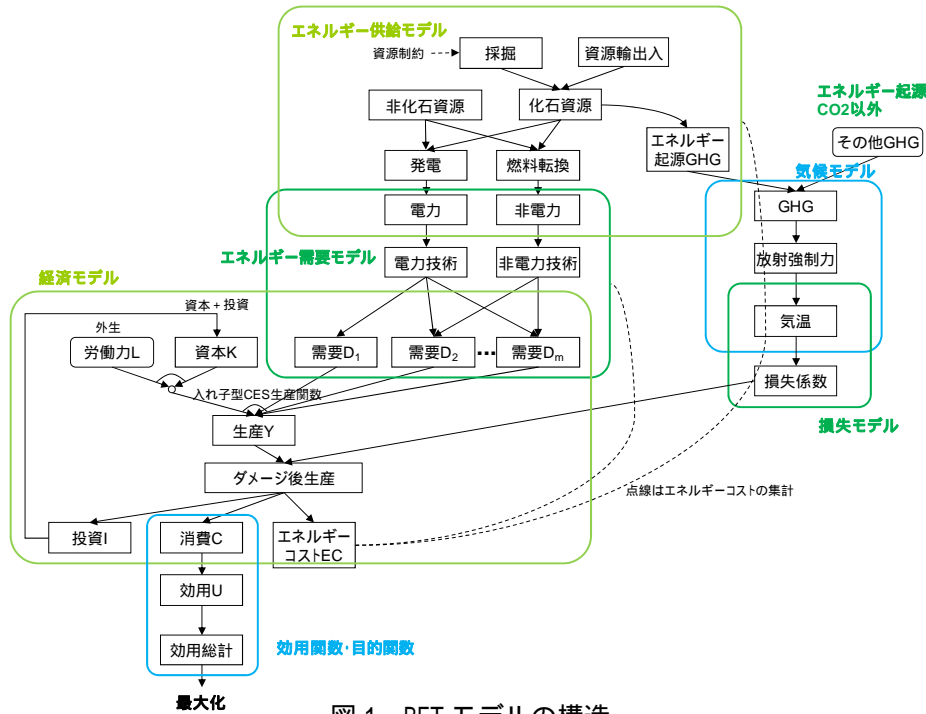 エネルギー供給モデル
資源制約
採掘
資源輸出入
エネルギー起源
CO2以外
非化石資源
化石資源
エネルギー
起源GHG
その他GHG
発電
燃料転換
気候モデル
電力
非電力
GHG
エネルギー需要モデル
電力技術
非電力技術
放射強制力
経済モデル
資本+投資
外生
気温
労働力L
資本K
需要D1
需要D2
…
需要Dm
損失係数
入れ子型CES生産関数
生産Y
損失モデル
ダメージ後生産
点線はエネルギーコストの集計
投資I
消費C
エネルギー
コストEC
効用U
効用総計
効用関数・目的関数
最大化